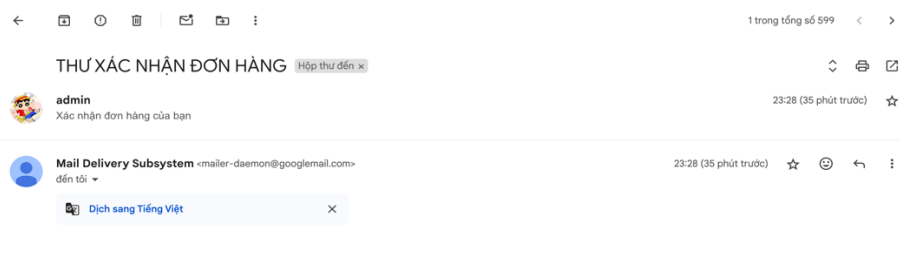 1 trong tổng số 599
THƯ XÁC NHẬN ĐƠN HÀNG Hộp thư đến ×
admin 23:28 (35 phút trước)
Xác nhận đơn hàng của bạn
Mail Delivery Subsystem <mailer-daemon@googlemail.com> 23:28 (35 phút trước)
đến tôi
Dịch sang Tiếng Việt